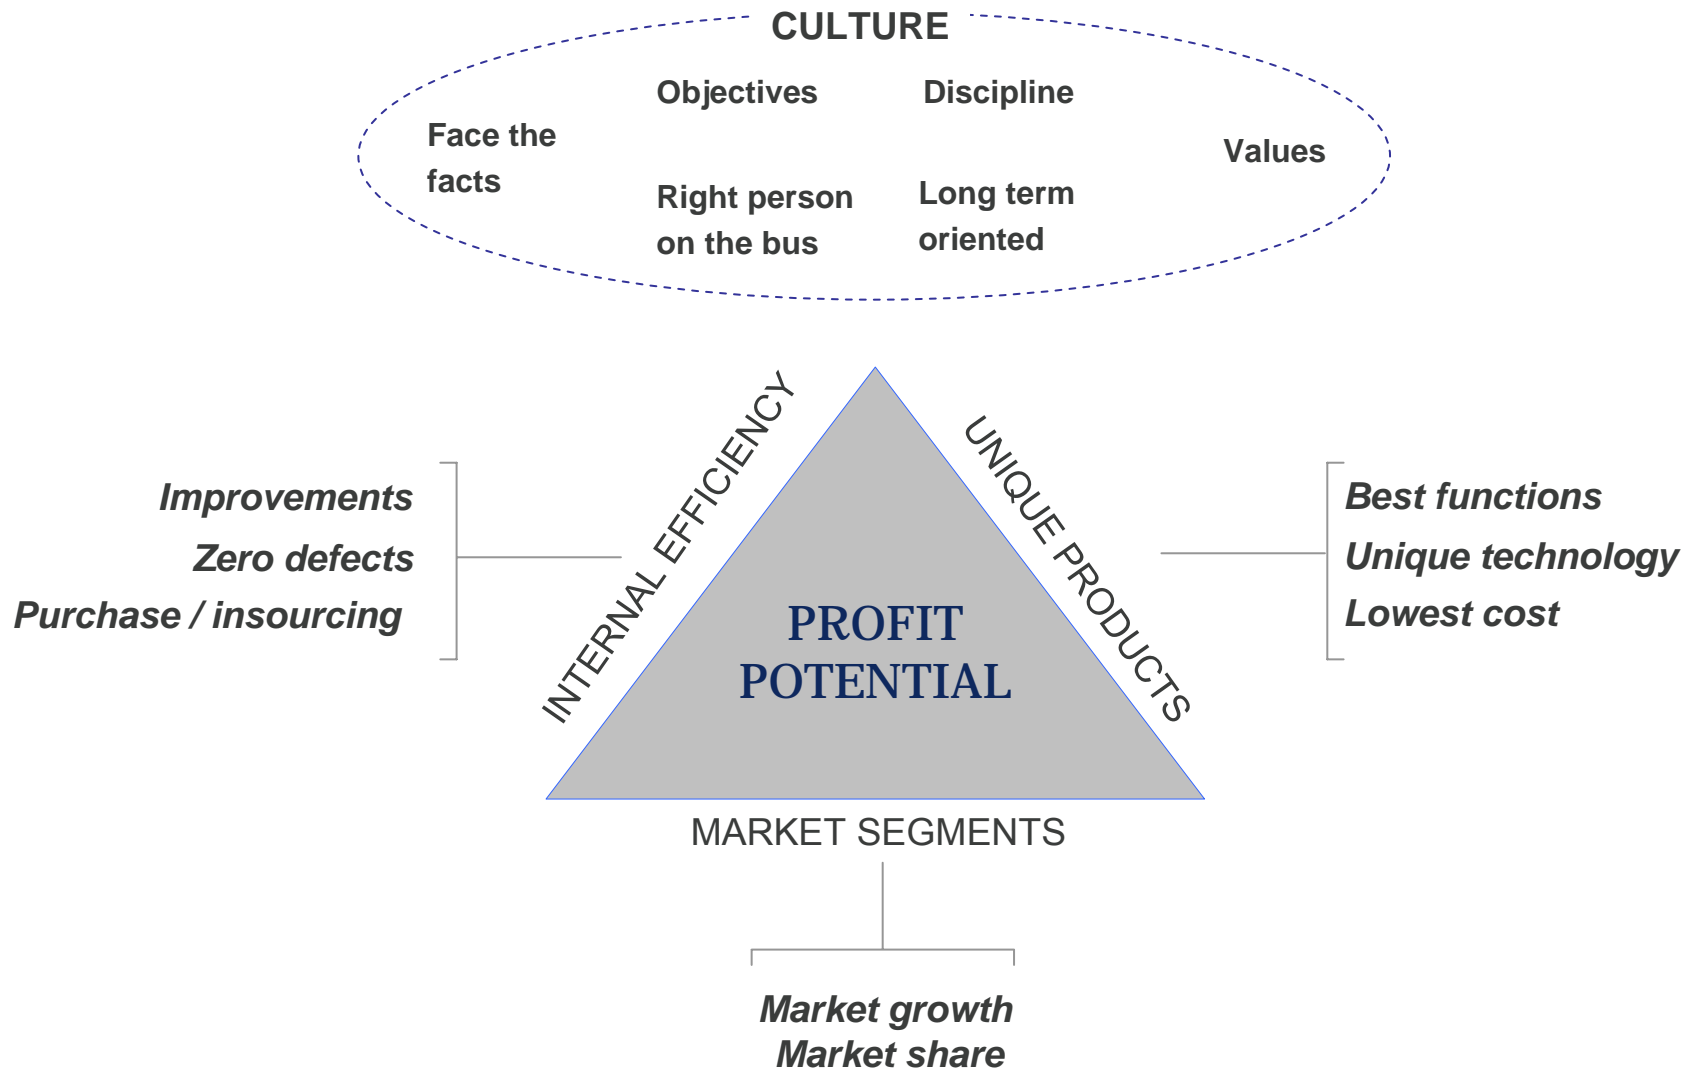 CULTURE
Objectives
Discipline
Face the
facts
Values
Right person
on the bus
Long term
oriented
INTERNAL EFFICIENCY
UNIQUE PRODUCTS
Improvements
Zero defects
Purchase / insourcing
Best functions
Unique technology
Lowest cost
PROFIT
POTENTIAL
MARKET SEGMENTS
Market growth
Market share